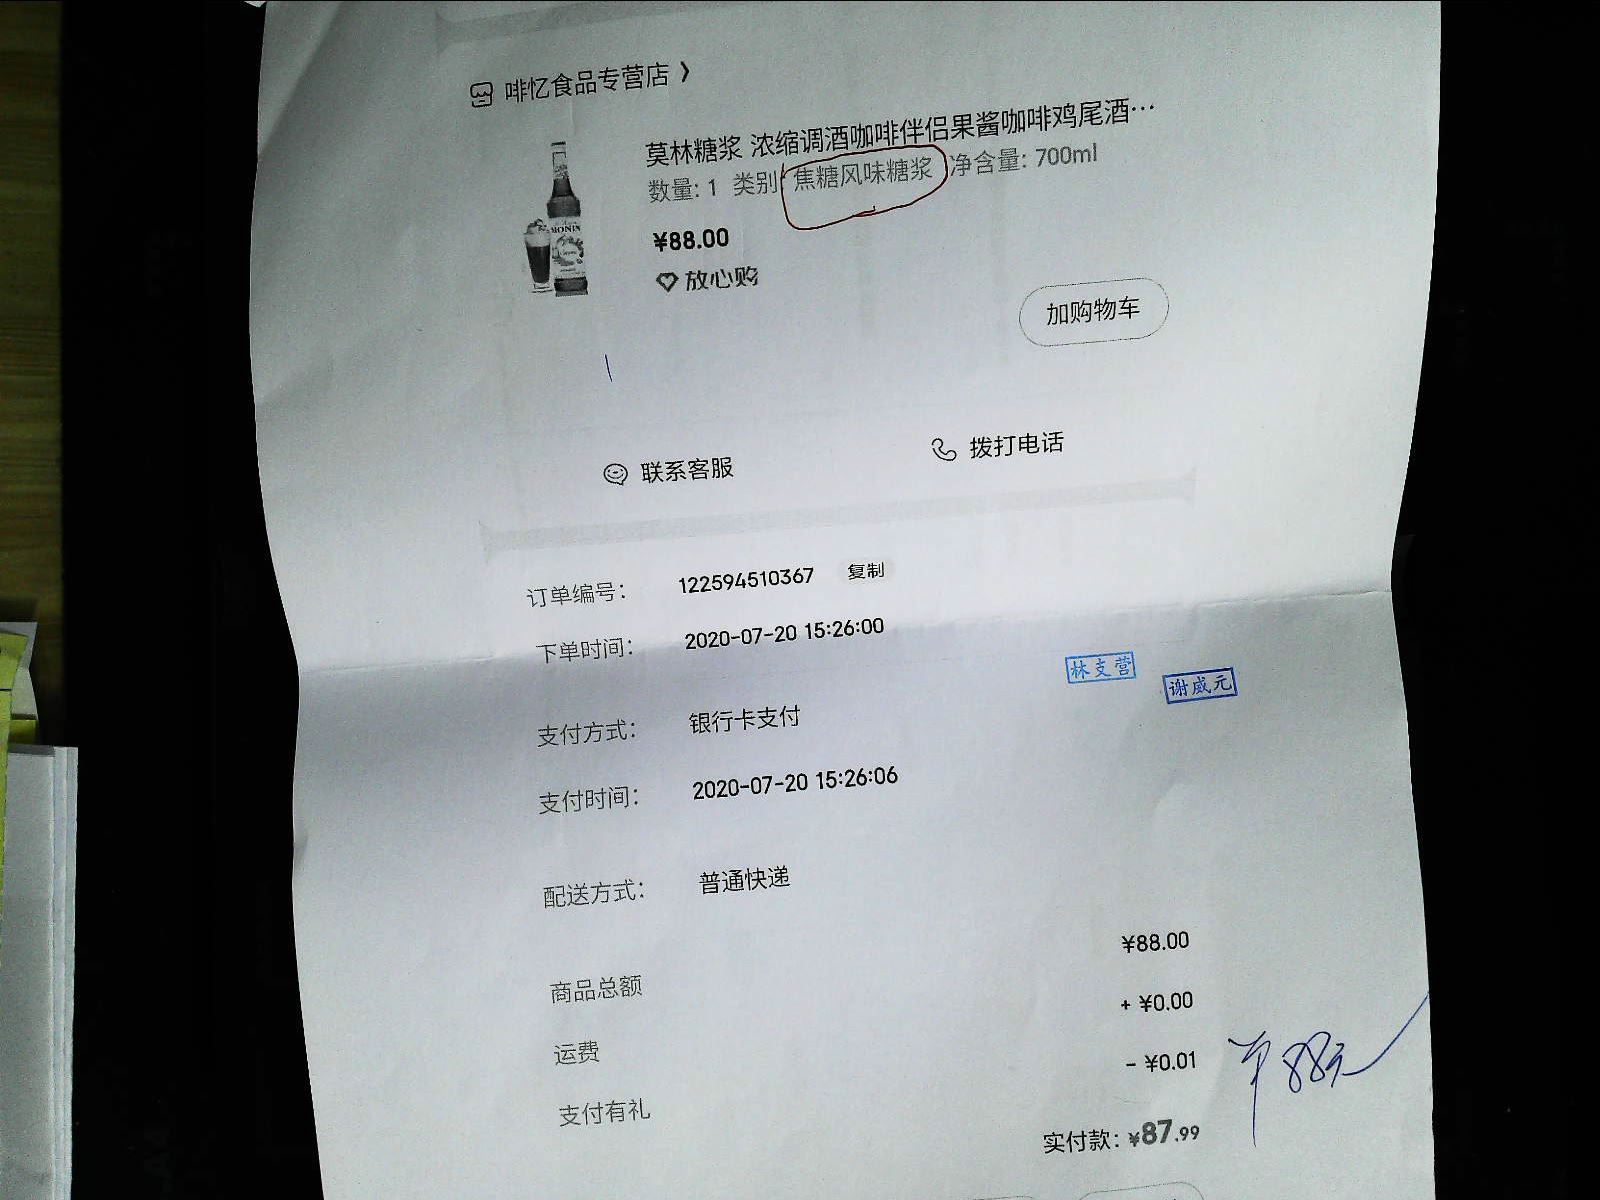 啡忆食品专营店
莫林糖浆 浓缩调酒咖啡伴侣果酱咖啡鸡尾酒…
数量: 1 类别 焦糖风味糖浆 净含量: 700ml
MONIN
¥88.00
放心购
加购物车
联系客服
拨打电话
订单编号: 122594510367 复制
下单时间: 2020-07-20 15:26:00
林支营
谢威元
支付方式: 银行卡支付
支付时间: 2020-07-20 15:26:06
配送方式: 普通快递
¥88.00
商品总额
+ ¥0.00
运费
- ¥0.01
¥88元
支付有礼
实付款: ¥87.99